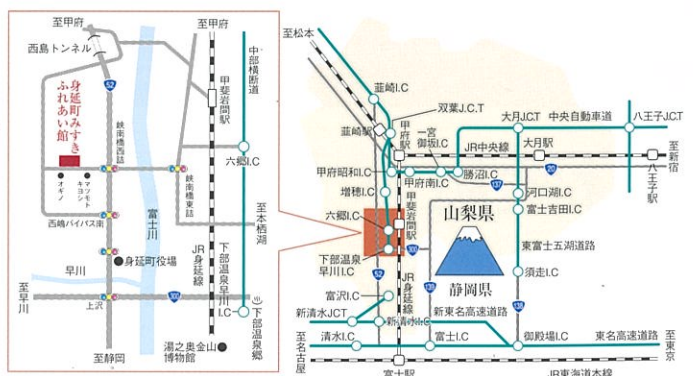 至甲府
至甲府
西島トンネル
52
身延町みすき
ふれあい館
峡南橋西詰
オギノ
マツモト
キヨシ
峡南橋東詰
甲斐岩間駅
中部横断道
六郷I.C
西嶋バイパス南
富士川
至本栖湖
身延町役場
早川
JR身延線
下部温泉
早川
I.C
至早川
上沢
300
下部温泉郷
至静岡
湯之奥金山
博物館
至松本
韮崎I.C
双葉J.C.T
韮崎駅
甲府駅
一宮
御坂I.C
大月J.C.T
中央自動車道
八王子J.C.T
JR中央線
大月駅
20
至新宿
八王子駅
甲府昭和I.C
甲府南I.C
勝沼I.C
137
増穂I.C
河口湖I.C
六郷I.C
甲斐岩間駅
山梨県
富士吉田I.C
下部温泉
早川I.C
300
東富士五湖道路
52
139
静岡県
須走I.C
富沢I.C
JR身延線
138
新清水JCT
新清水I.C
新東名高速道路
至名古屋
清水I.C
富士I.C
御殿場I.C
東名高速道路
至東京
富士駅
JR東海道本線